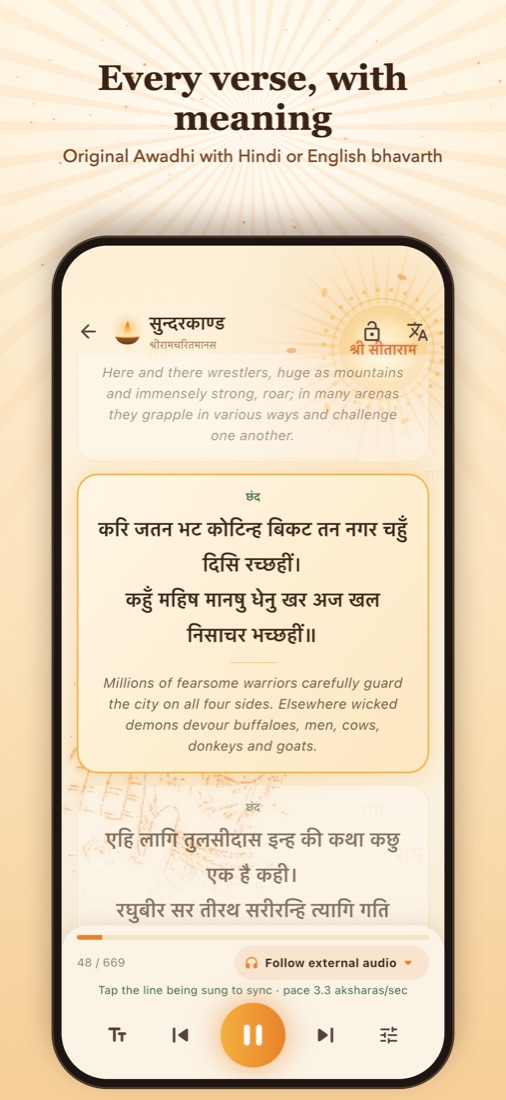 Every verse, with
meaning
Original Awadhi with Hindi or English bhavarth
सुन्दरकाण्ड
श्रीरामचरितमानस
श्री सीताराम
Here and there wrestlers, huge as mountains
and immensely strong, roar; in many arenas
they grapple in various ways and challenge
one another.
छंद
करि जतन भट कोटिन्ह बिकट तन नगर चहुँ
दिसि रच्छहीं।
कहुँ महिष मानषु धेनु खर अज खल
निसाचर भच्छहीं॥
Millions of fearsome warriors carefully guard
the city on all four sides. Elsewhere wicked
demons devour buffaloes, men, cows,
donkeys and goats.
छंद
राम
राम
एहि लागि तुलसीदास इन्ह की कथा कछु
एक है कही।
रघुबीर सर तीरथ सरीरन्हि त्यागि गति
48 / 669
Follow external audio
Tap the line being sung to sync · pace 3.3 aksharas/sec
Tт